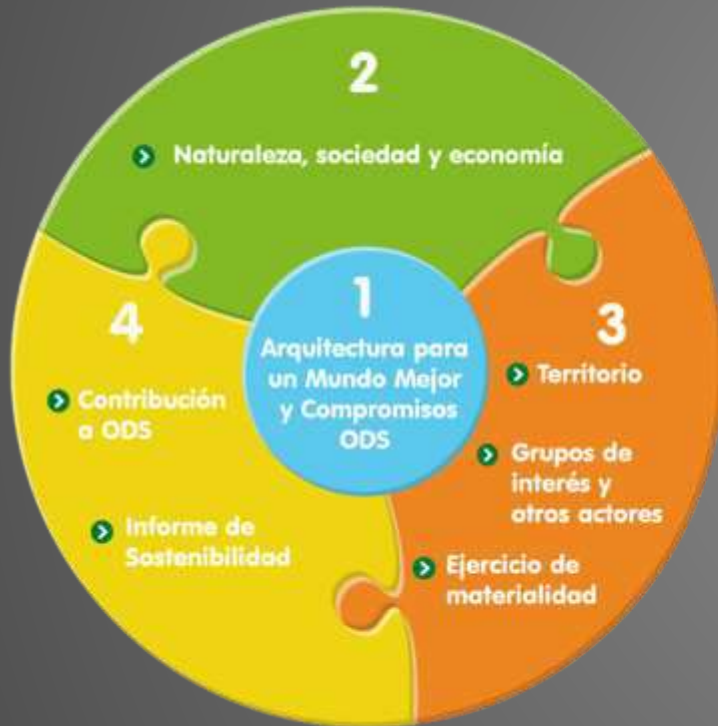 2
Naturaleza, sociedad y economía
1
Arquitectura para
un Mundo Mejor
y Compromisos
ODS
3
Territorio
Grupos de
interés y
otros actores
Ejercicio de
materialidad
4
Contribución
a ODS
Informe de
Sostenibilidad